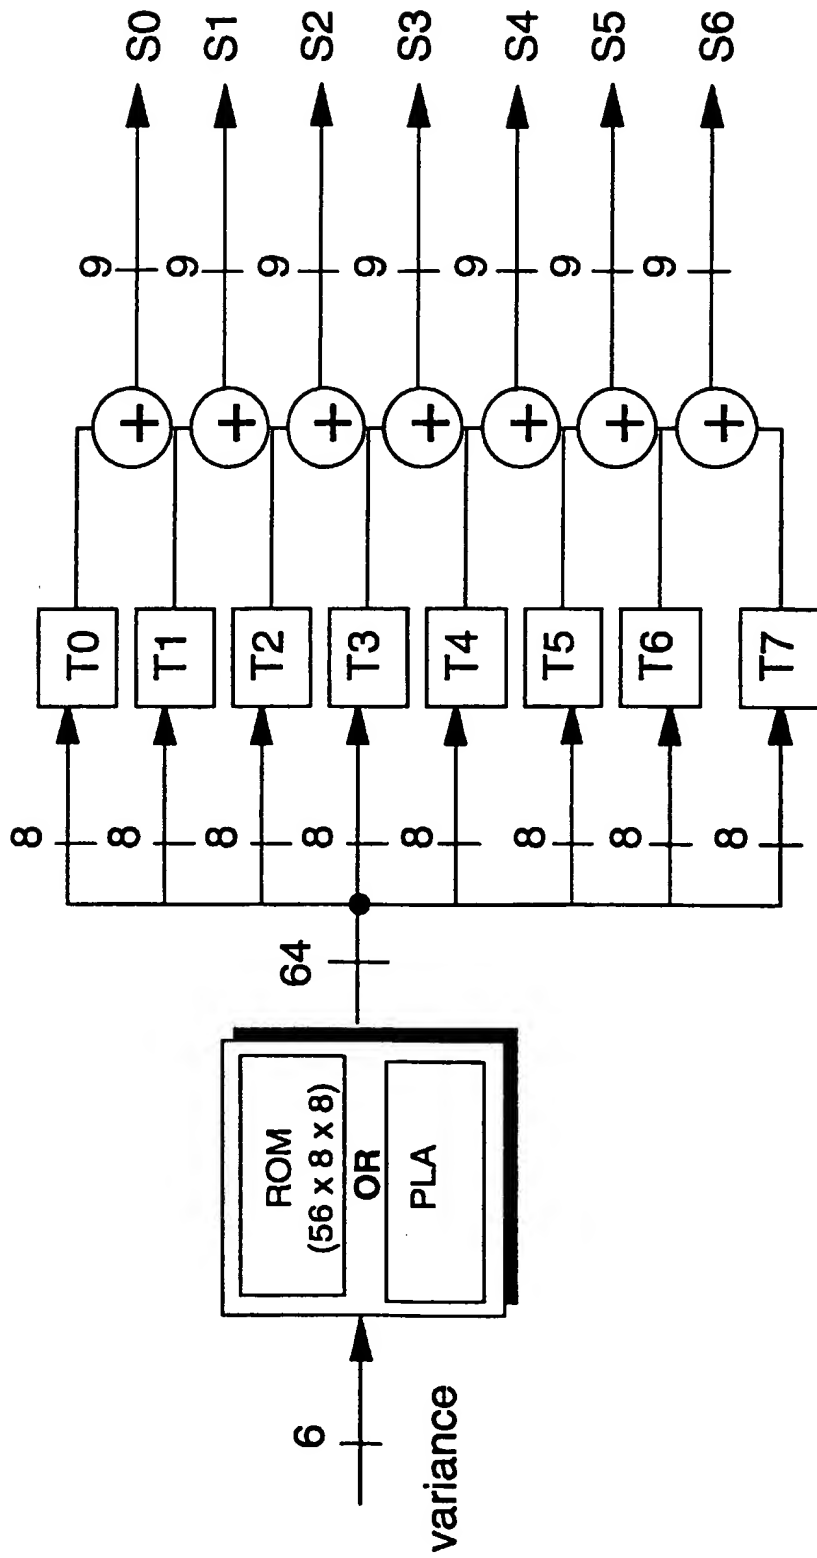 variance
6
ROM
(56 x 8 x 8)
OR
PLA
64
8
8
8
8
8
8
8
8
T0
T1
T2
T3
T4
T5
T6
T7
+
+
+
+
+
+
+
9
9
9
9
9
9
9
S0
S1
S2
S3
S4
S5
S6